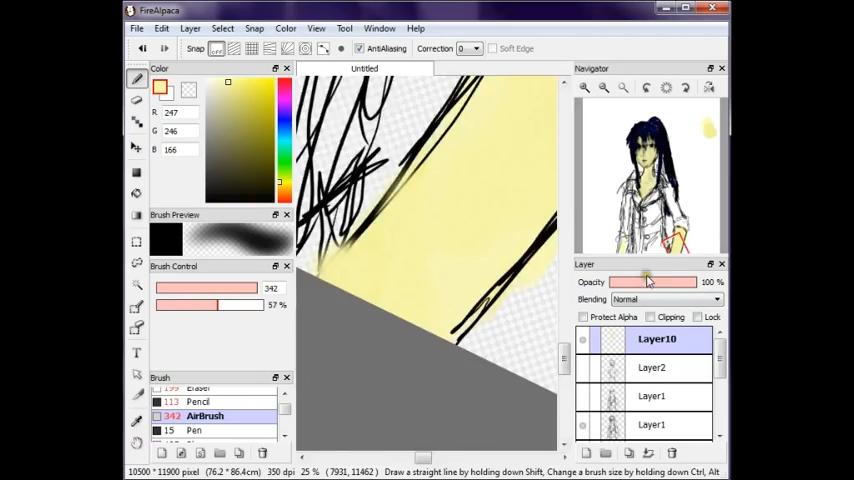 FireAlpaca
File Edit Layer Select Snap Color View Tool Window Help
Snap OFF AntiAliasing Correction 0 Soft Edge
Color
R 247
G 246
B 166
Brush Preview
Brush Control
342
57 %
Brush
199 Eraser
113 Pencil
342 AirBrush
15 Pen
Untitled
Navigator
Layer
Opacity 100 %
Blending Normal
Protect Alpha Clipping Lock
Layer10
Layer2
Layer1
Layer1
10500 * 11900 pixel (76.2 * 86.4cm) 350 dpi 25 % (7931, 11462) Draw a straight line by holding down Shift, Change a brush size by holding down Ctrl, Alt